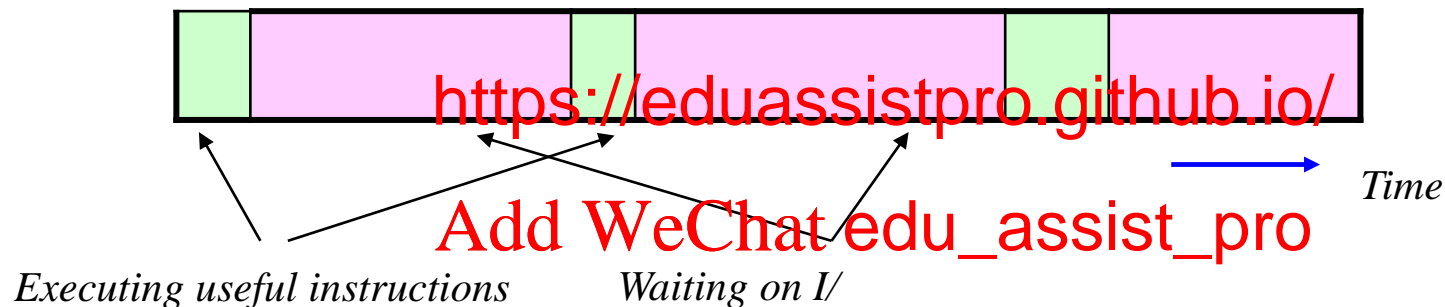 https://eduassistpro.github.io/
Time
Add WeChat edu_assist_pro
Executing useful instructions
Waiting on I/